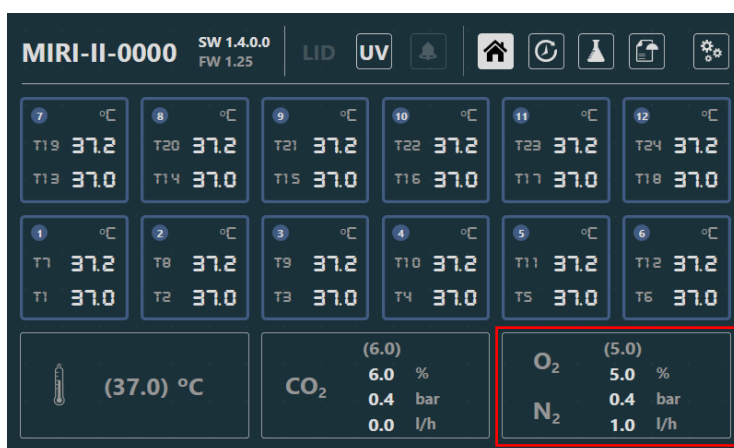 MIRI-II-0000 SW 1.4.0.0 LID UV
FW 1.25
7 °C 8 °C 9 °C 10 °C 11 °C 12 °C
T19 37.2 T20 37.2 T21 37.2 T22 37.2 T23 37.2 T24 37.2
T13 37.0 T14 37.0 T15 37.0 T16 37.0 T17 37.0 T18 37.0
1 °C 2 °C 3 °C 4 °C 5 °C 6 °C
T7 37.2 T8 37.2 T9 37.2 T10 37.2 T11 37.2 T12 37.2
T1 37.0 T2 37.0 T3 37.0 T4 37.0 T5 37.0 T6 37.0
(37.0) °C
CO₂
(6.0)
6.0 %
0.4 bar
0.0 l/h
O₂
N₂
(5.0)
5.0 %
0.4 bar
1.0 l/h